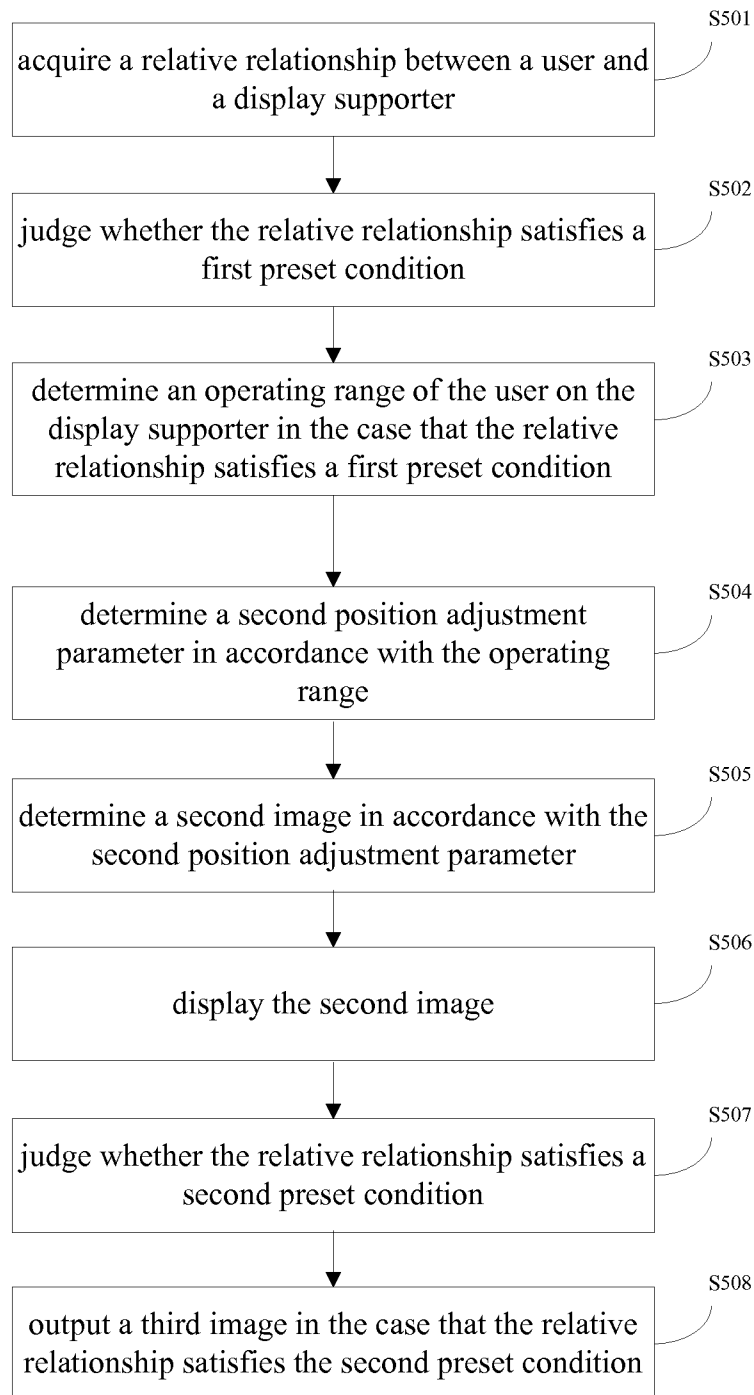 S501
acquire a relative relationship between a user and
a display supporter
S502
judge whether the relative relationship satisfies a
first preset condition
S503
determine an operating range of the user on the
display supporter in the case that the relative
relationship satisfies a first preset condition
S504
determine a second position adjustment
parameter in accordance with the operating
range
S505
determine a second image in accordance with the
second position adjustment parameter
S506
display the second image
S507
judge whether the relative relationship satisfies a
second preset condition
S508
output a third image in the case that the relative
relationship satisfies the second preset condition